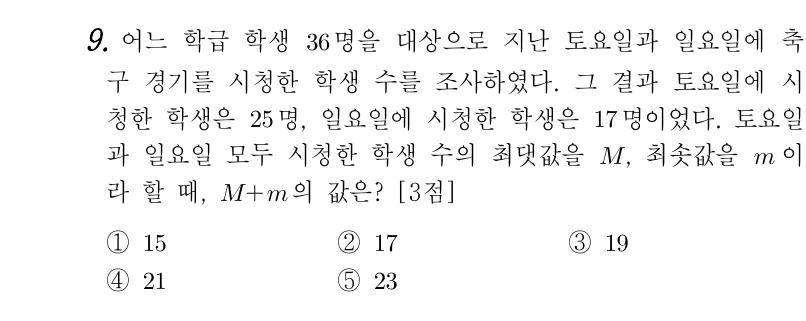 9. 어느 학급 학생 36명을 대상으로 지난 토요일과 일요일에 축
구 경기를 시청한 학생 수를 조사하였다. 그 결과 토요일에 시
청한 학생은 25명, 일요일에 시청한 학생은 17명이었다. 토요일
과 일요일 모두 시청한 학생 수의 최댓값을 M, 최솟값을 m이
라 할 때, M+m의 값은? [3점]
① 15 ② 17 ③ 19
④ 21 ⑤ 23